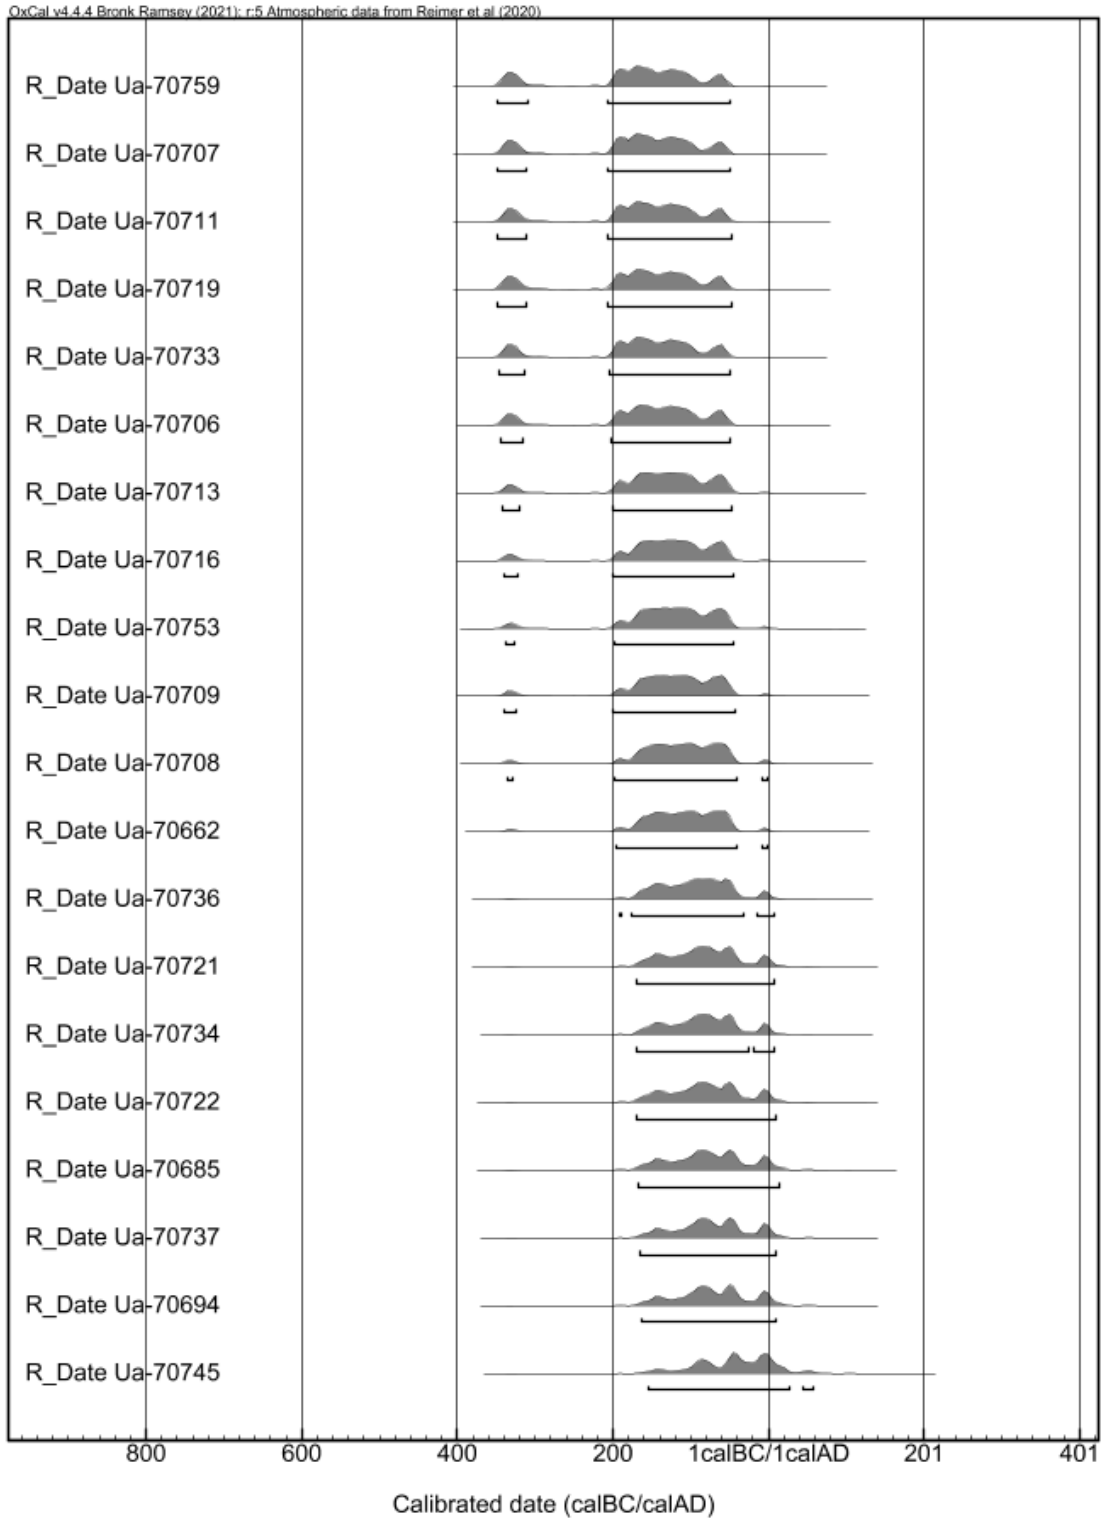 OxCal v4.4.4 Bronk Ramsey (2021); r:5 Atmospheric data from Reimer et al (2020)
R_Date Ua-70759
R_Date Ua-70707
R_Date Ua-70711
R_Date Ua-70719
R_Date Ua-70733
R_Date Ua-70706
R_Date Ua-70713
R_Date Ua-70716
R_Date Ua-70753
R_Date Ua-70709
R_Date Ua-70708
R_Date Ua-70662
R_Date Ua-70736
R_Date Ua-70721
R_Date Ua-70734
R_Date Ua-70722
R_Date Ua-70685
R_Date Ua-70737
R_Date Ua-70694
R_Date Ua-70745
800 600 400 200 1calBC/1calAD 201 401
Calibrated date (calBC/calAD)